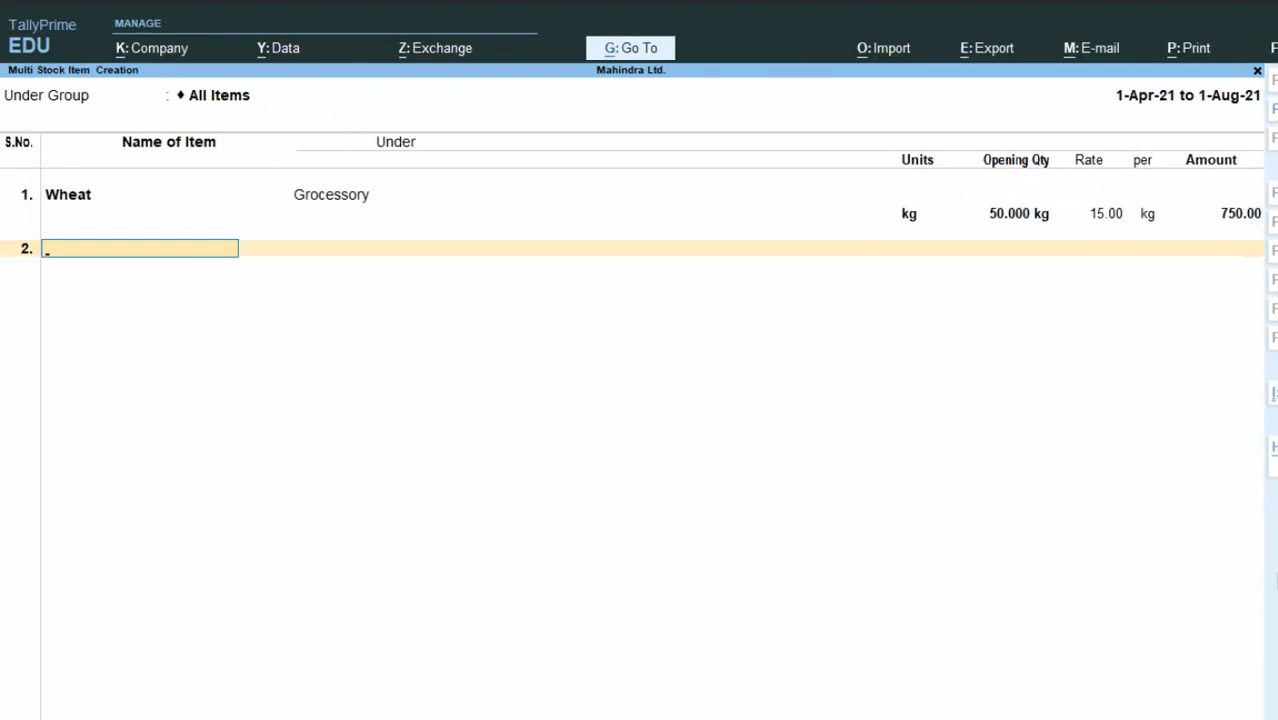 TallyPrime
EDU
MANAGE
K: Company Y: Data Z: Exchange G: Go To O: Import E: Export M: E-mail P: Print F
Multi Stock Item Creation Mahindra Ltd. x
Under Group : ♦ All Items 1-Apr-21 to 1-Aug-21
S.No. Name of Item Under
Units Opening Qty Rate per Amount
1. Wheat Grocessory
kg 50.000 kg 15.00 kg 750.00
2.